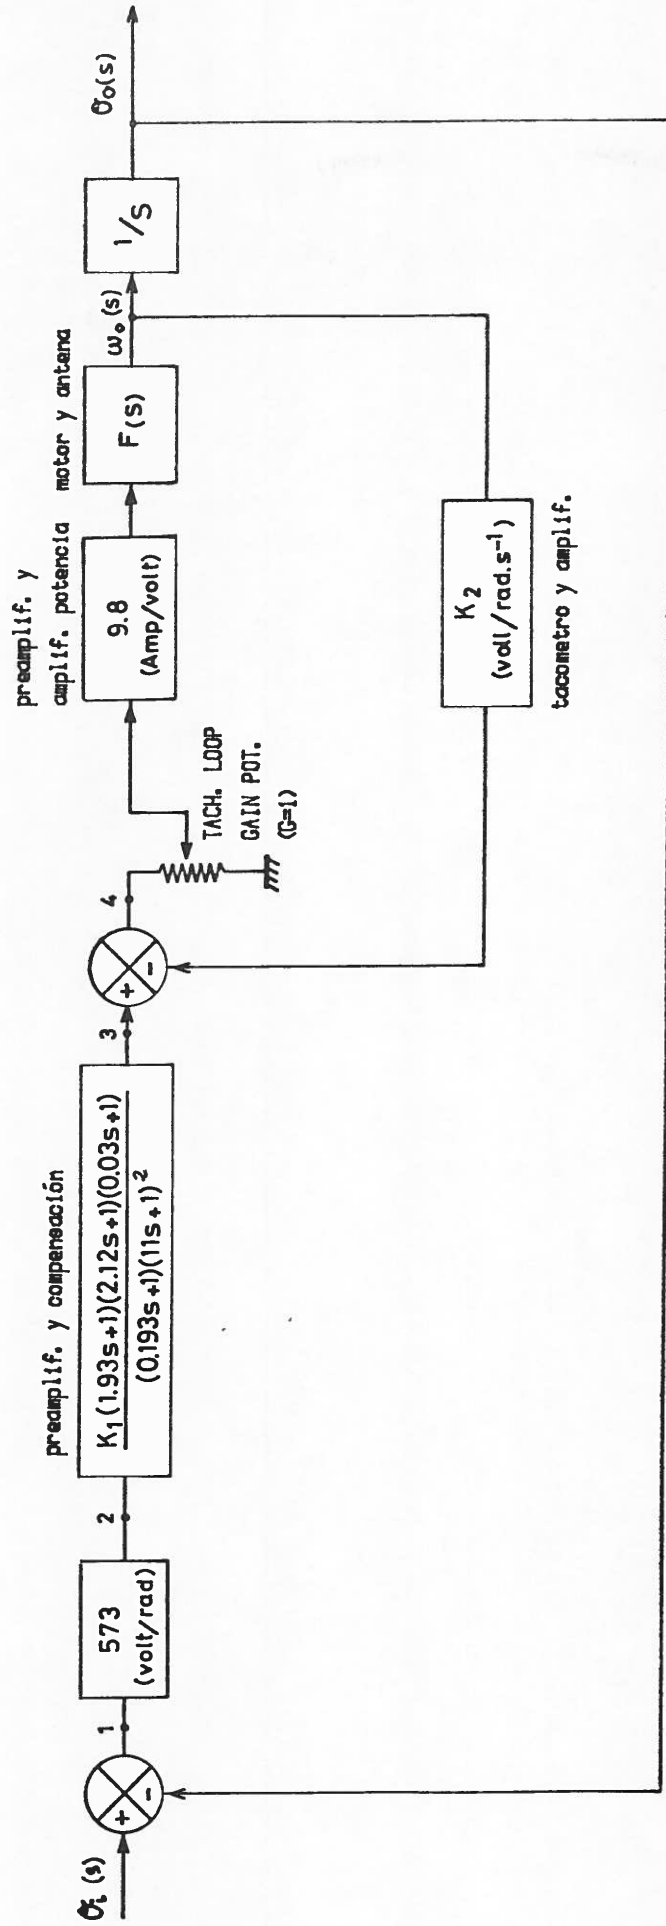 θi(s)
1
+
-
573
(volt/rad)
2
preamplif. y compensación
K1(1.93s+1)(2.12s+1)(0.03s+1)
(0.193s+1)(11s+1)²
3
+
-
4
TACH. LOOP
GAIN POT.
(G=1)
preamplif. y
amplif. potencia
9.8
(Amp/volt)
motor y antena
F(s)
ω₀(s)
1/S
θ₀(s)
K2
(voll/rad.s⁻¹)
tacometro y amplif.